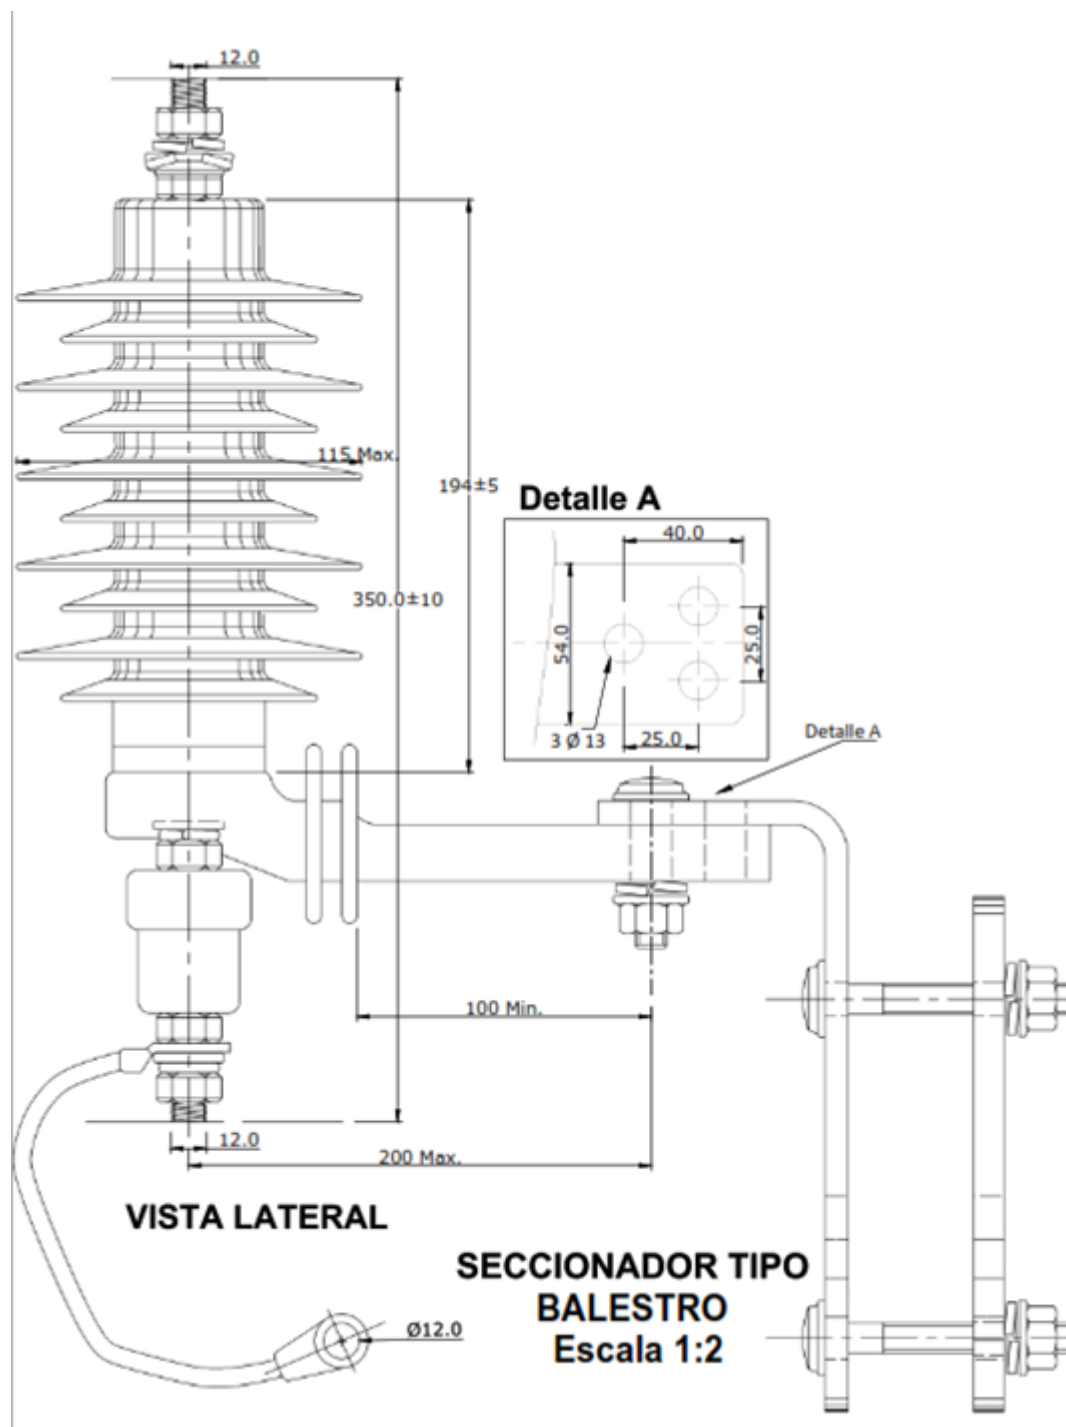 12.0
115 Max.
194±5
Detalle A
40.0
350.0±10
54.0
25.0
3 Ø 13
25.0
Detalle A
100 Min.
12.0
200 Max.
VISTA LATERAL
SECCIONADOR TIPO
BALESTRO
Escala 1:2
Ø12.0